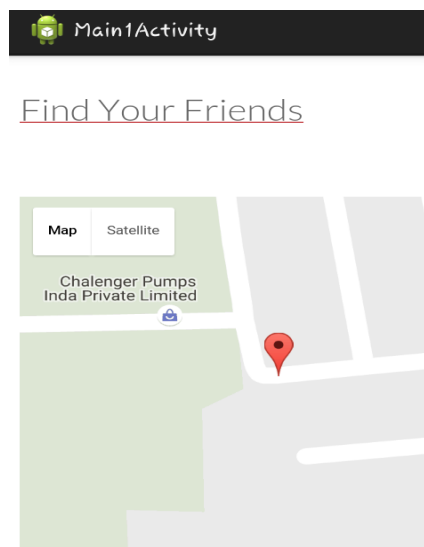 Main1Activity
Find Your Friends
Map Satellite
Chalenger Pumps
Inda Private Limited